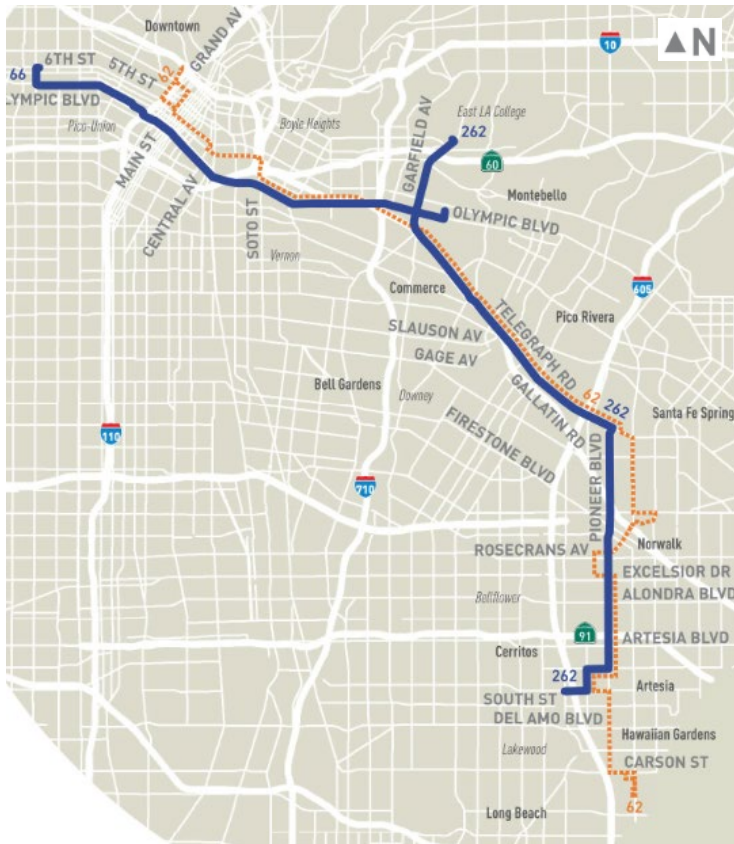 Downtown
GRAND AV
N
10
6TH ST
5TH ST
62
66
LYMPIC BLVD
Pico-Union
Boyle Heights
East LA College
262
GARFIELD AV
60
MAIN ST
Montebello
CENTRAL AV
SOTO ST
OLYMPIC BLVD
Vernon
Commerce
605
TELEGRAPH RD
Pico Rivera
SLAUSON AV
GAGE AV
Bell Gardens
Downey
GALLATIN RD
62 262
Santa Fe Spring
FIRESTONE BLVD
110
PIONEER BLVD
710
ROSECRANS AV
Norwalk
EXCELSIOR DR
Bellflower
ALONDRA BLVD
91
ARTESIA BLVD
Cerritos
262
Artesia
SOUTH ST
DEL AMO BLVD
Hawaiian Gardens
Lakewood
CARSON ST
62
Long Beach